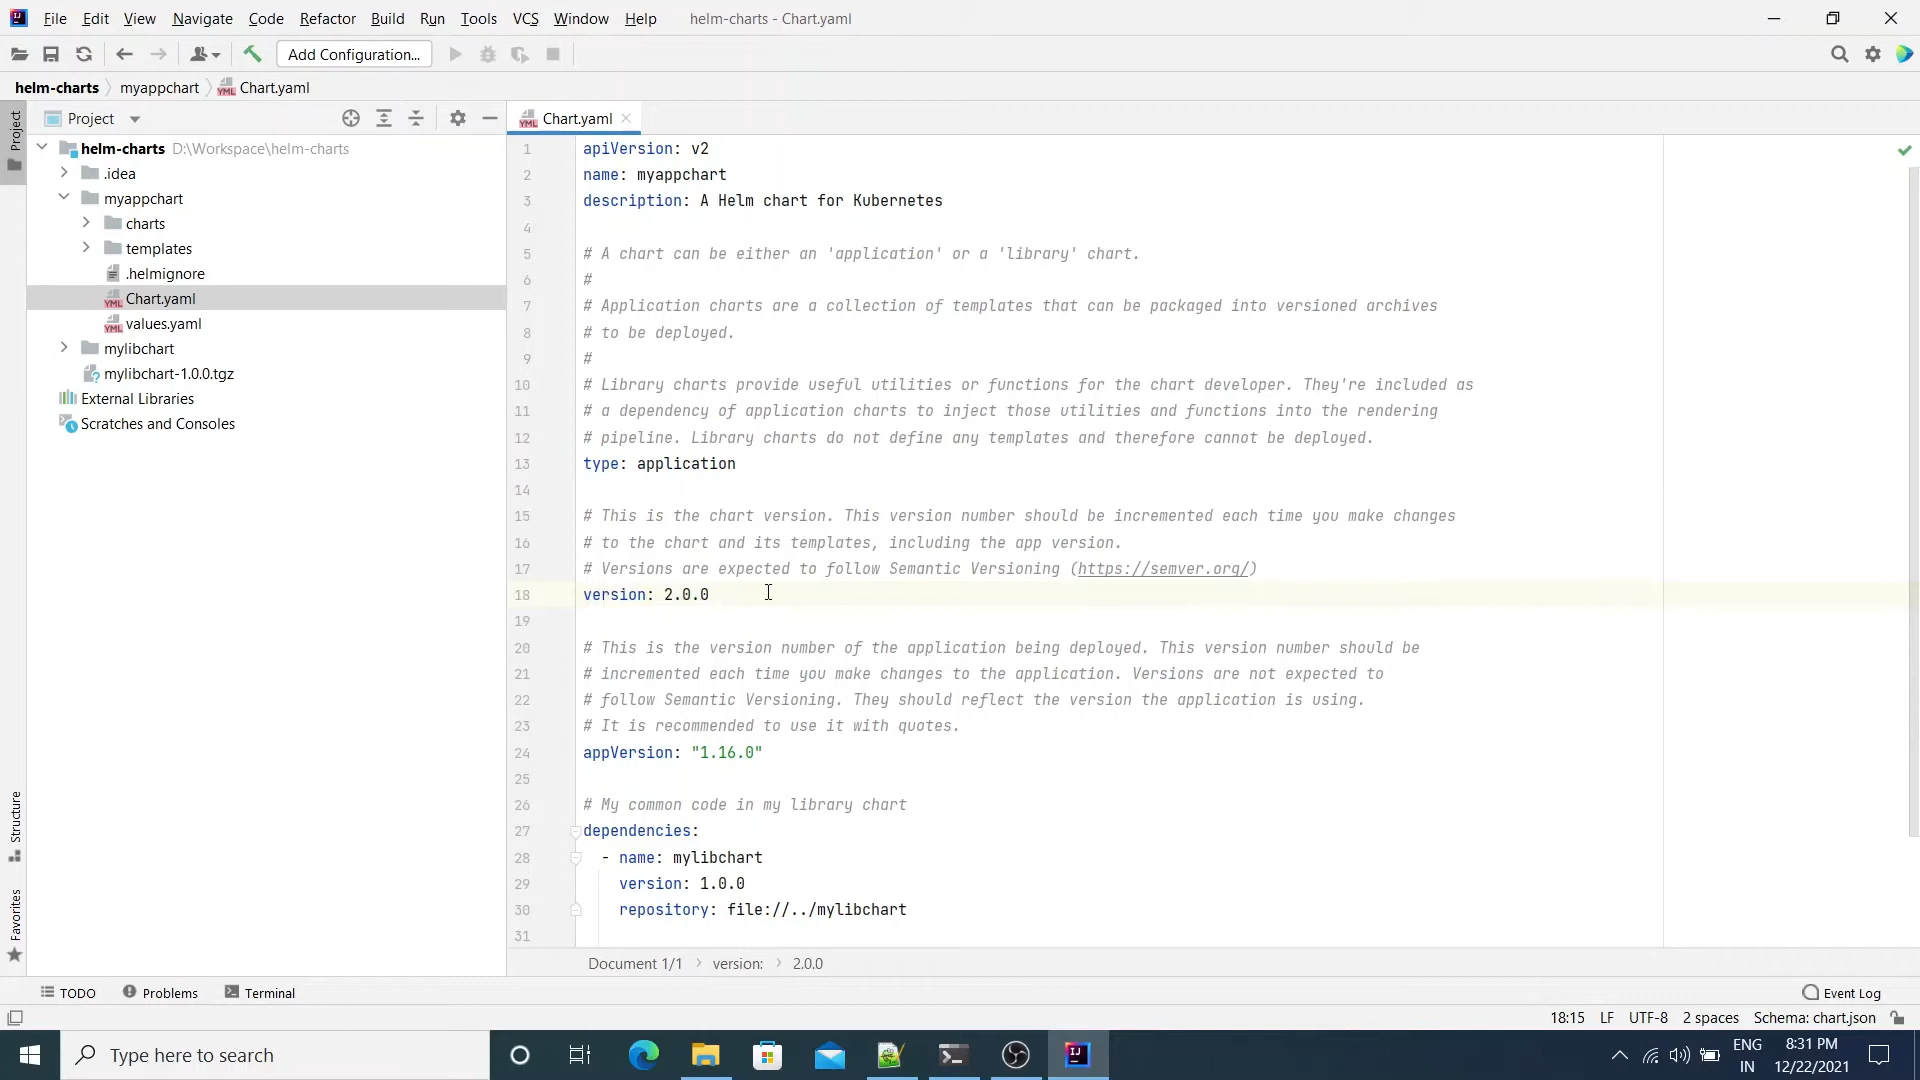 File Edit View Navigate Code Refactor Build Run Tools VCS Window Help helm-charts - Chart.yaml
Add Configuration...
helm-charts myappchart Chart.yaml
Project
Project
Chart.yaml
helm-charts D:\Workspace\helm-charts
.idea
myappchart
charts
templates
.helmignore
Chart.yaml
values.yaml
mylibchart
mylibchart-1.0.0.tgz
External Libraries
Scratches and Consoles
Structure
Favorites
1 apiVersion: v2
2 name: myappchart
3 description: A Helm chart for Kubernetes
4
5 # A chart can be either an 'application' or a 'library' chart.
6 #
7 # Application charts are a collection of templates that can be packaged into versioned archives
8 # to be deployed.
9 #
10 # Library charts provide useful utilities or functions for the chart developer. They're included as
11 # a dependency of application charts to inject those utilities and functions into the rendering
12 # pipeline. Library charts do not define any templates and therefore cannot be deployed.
13 type: application
14
15 # This is the chart version. This version number should be incremented each time you make changes
16 # to the chart and its templates, including the app version.
17 # Versions are expected to follow Semantic Versioning (https://semver.org/)
18 version: 2.0.0
19
20 # This is the version number of the application being deployed. This version number should be
21 # incremented each time you make changes to the application. Versions are not expected to
22 # follow Semantic Versioning. They should reflect the version the application is using.
23 # It is recommended to use it with quotes.
24 appVersion: "1.16.0"
25
26 # My common code in my library chart
27 dependencies:
28 - name: mylibchart
29 version: 1.0.0
30 repository: file://../mylibchart
31
Document 1/1 version: 2.0.0
TODO Problems Terminal Event Log
18:15 LF UTF-8 2 spaces Schema: chart.json
Type here to search
ENG
IN
8:31 PM
12/22/2021